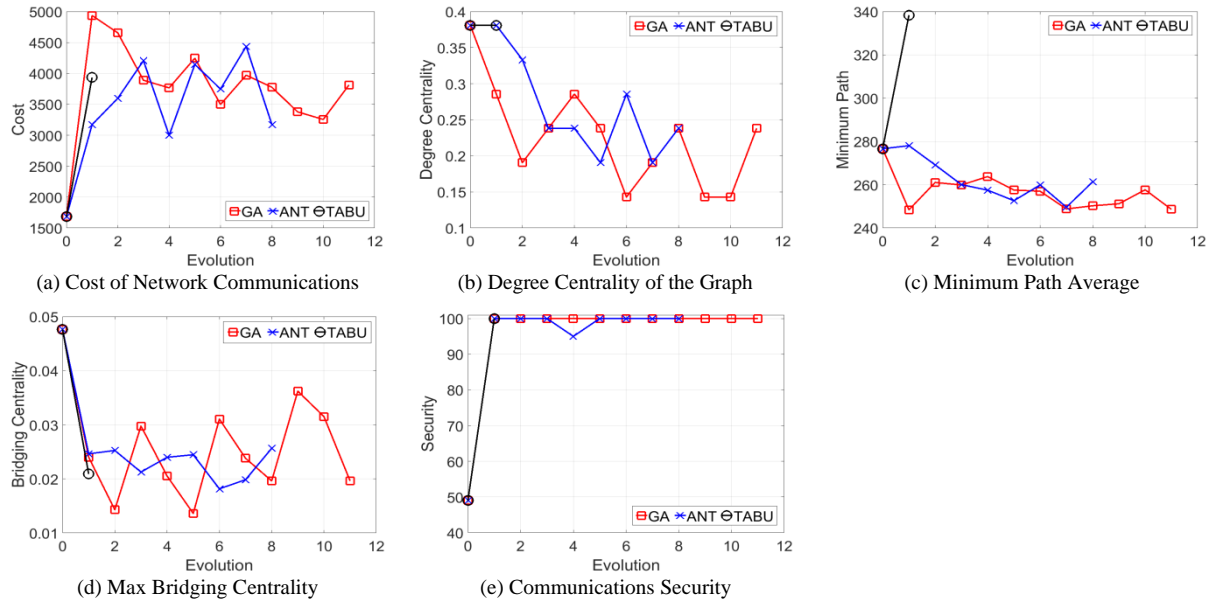 5000
4500
4000
3500
3000
2500
2000
1500
Cost
GA ANT TABU
0 2 4 6 8 10 12
Evolution
(a) Cost of Network Communications
0.4
0.35
0.3
0.25
0.2
0.15
0.1
Degree Centrality
GA ANT TABU
0 2 4 6 8 10 12
Evolution
(b) Degree Centrality of the Graph
340
320
300
280
260
240
Minimum Path
GA ANT TABU
0 2 4 6 8 10 12
Evolution
(c) Minimum Path Average
0.05
0.04
0.03
0.02
0.01
Bridging Centrality
GA ANT TABU
0 2 4 6 8 10 12
Evolution
(d) Max Bridging Centrality
100
90
80
70
60
50
40
Security
GA ANT TABU
0 2 4 6 8 10 12
Evolution
(e) Communications Security